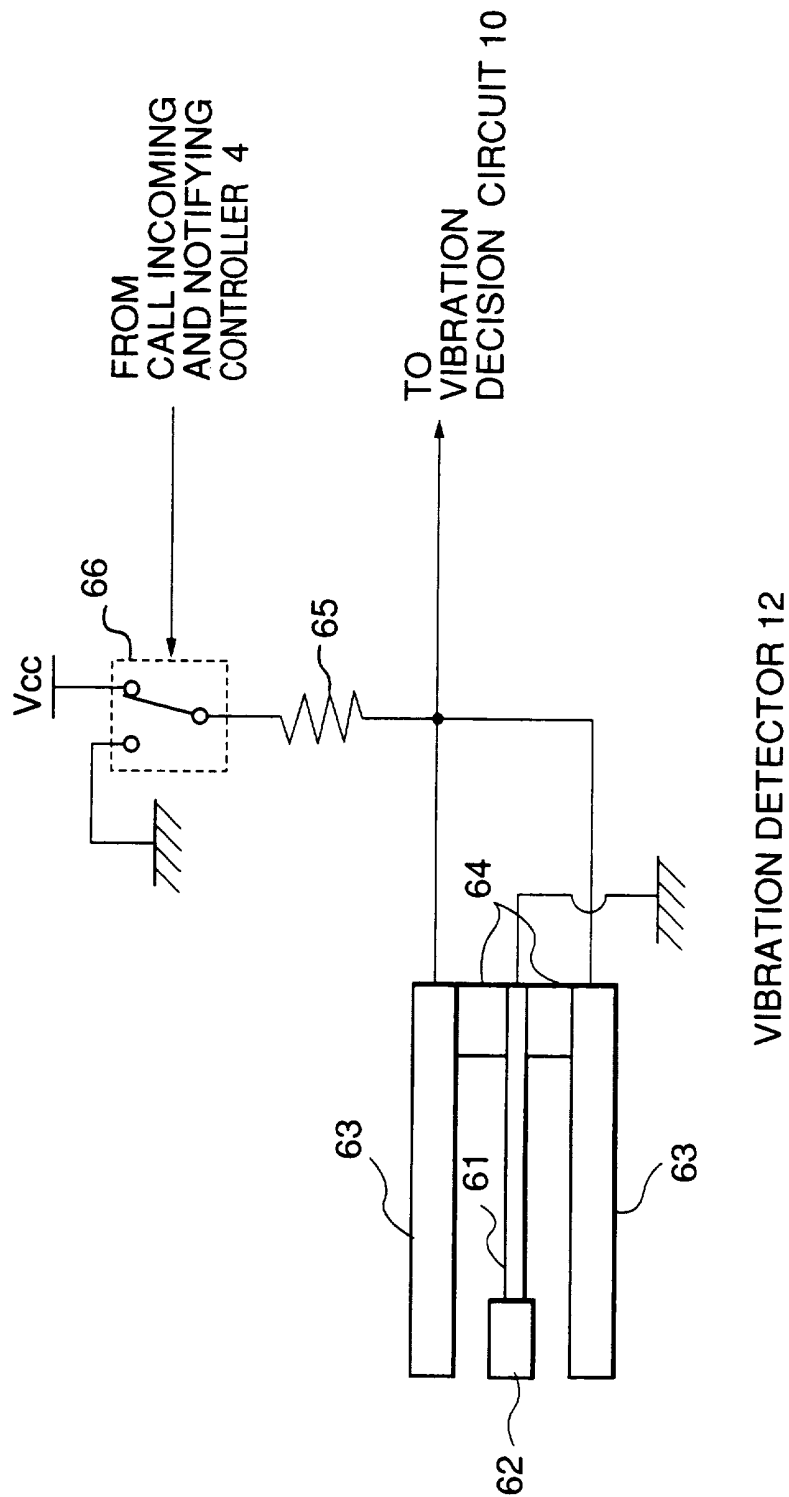 Vcc
66
FROM
CALL INCOMING
AND NOTIFYING
CONTROLLER 4
65
TO
VIBRATION
DECISION CIRCUIT 10
63
61
64
62
63
VIBRATION DETECTOR 12